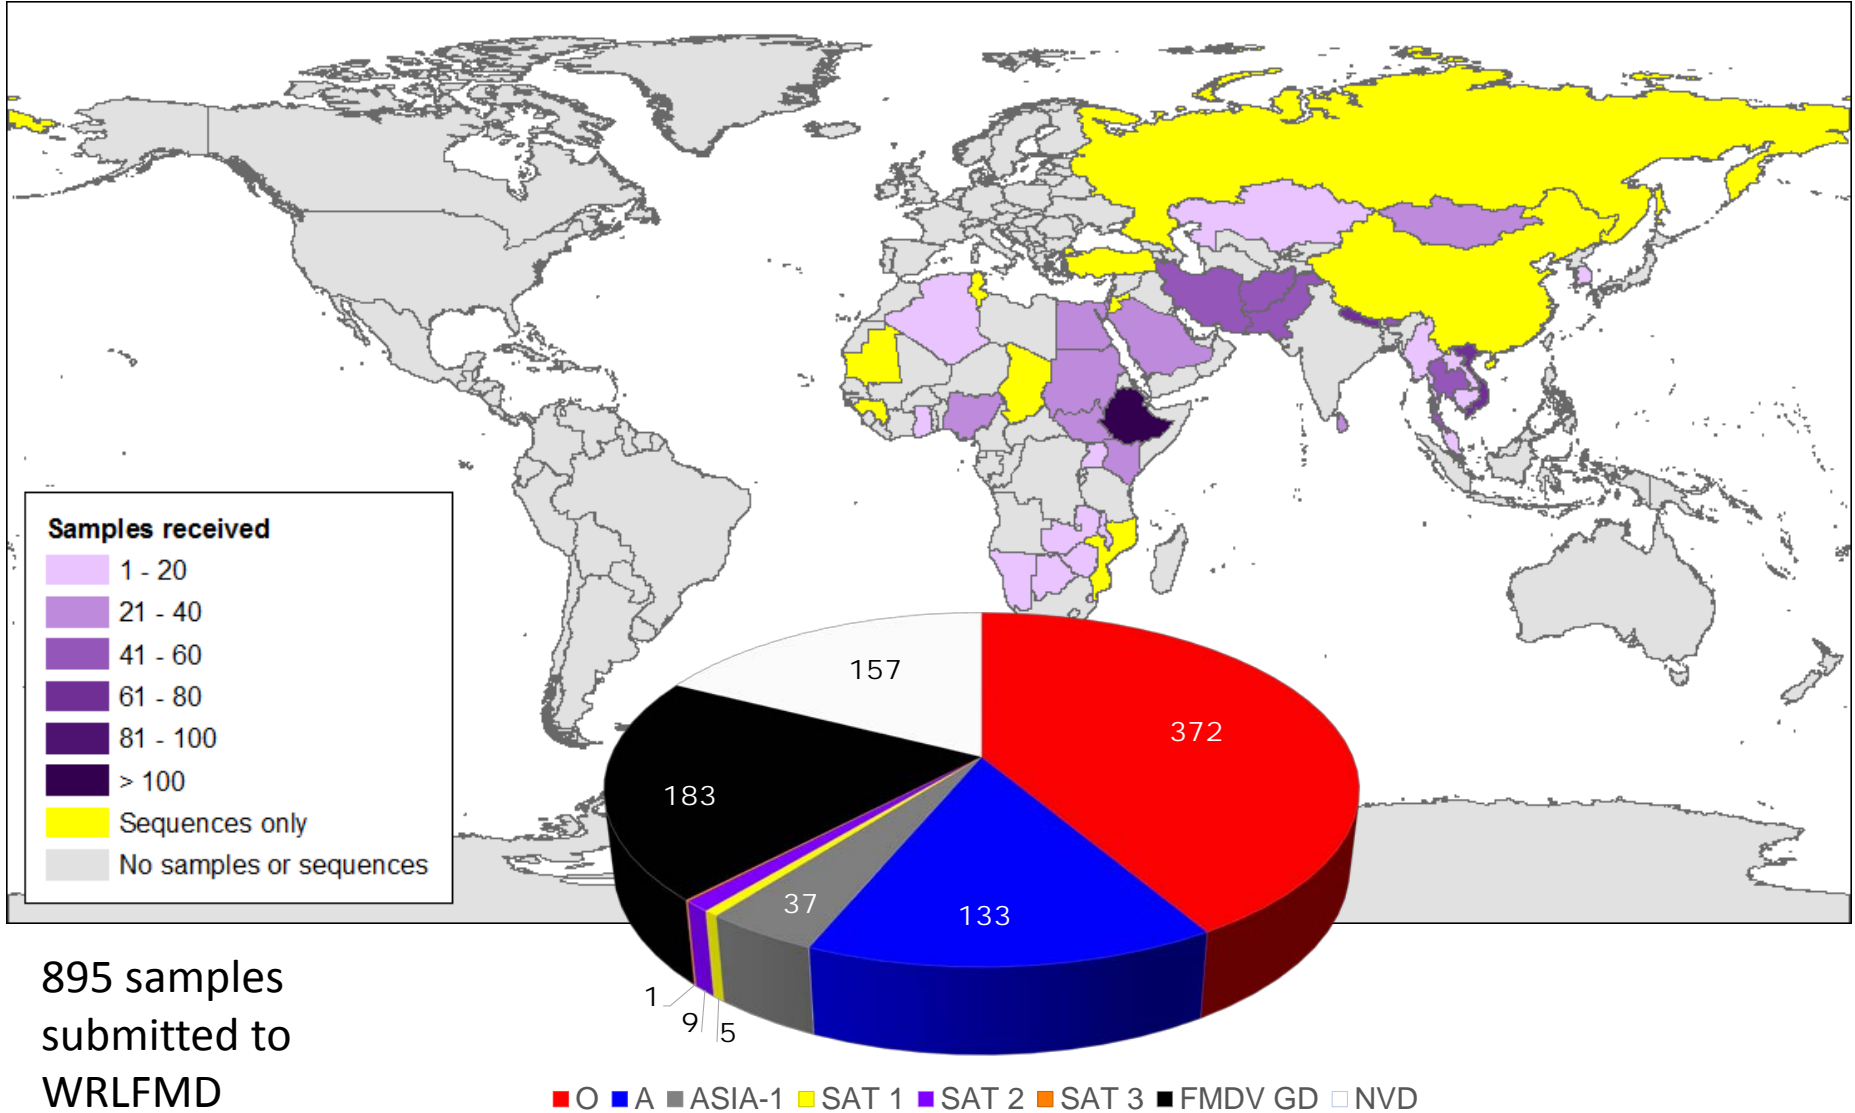 Samples received
1 - 20
21 - 40
41 - 60
61 - 80
81 - 100
> 100
Sequences only
No samples or sequences
157
372
183
37
133
1
9
5
895 samples
submitted to
WRLFMD
O A ASIA-1 SAT 1 SAT 2 SAT 3 FMDV GD NVD